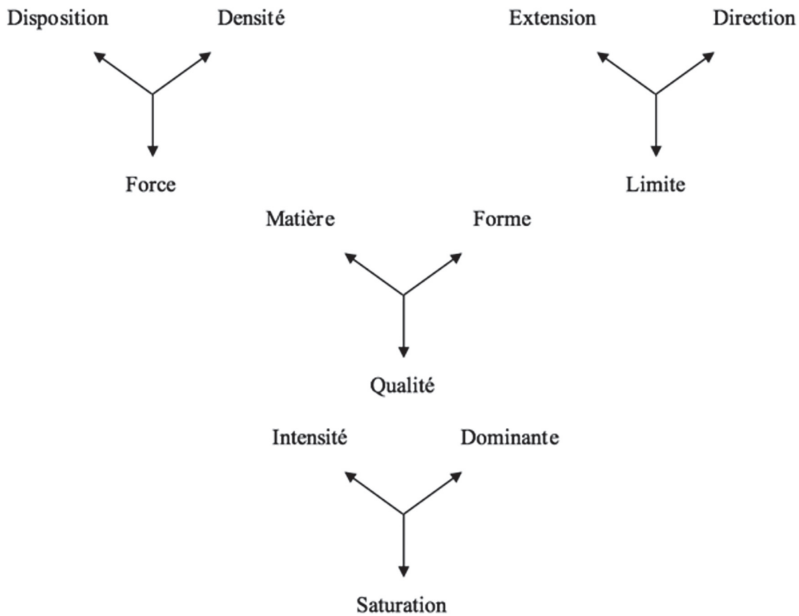 Disposition Densité Extension Direction
Force Limite
Matière Forme
Qualité
Intensité Dominante
Saturation